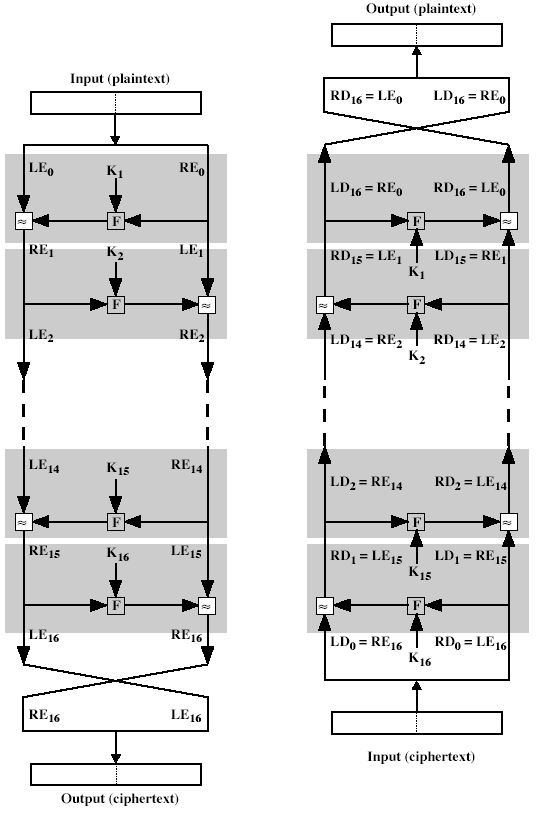 Input (plaintext)
LE0 K1 RE0
≈ F
RE1 K2 LE1
F ≈
LE2 RE2
LE14 K15 RE14
≈ F
RE15 K16 LE15
F ≈
LE16 RE16
RE16 LE16
Output (ciphertext)
Output (plaintext)
RD16 = LE0 LD16 = RE0
LD16 = RE0 RD16 = LE0
F ≈
K1
RD15 = LE1 LD15 = RE1
≈ F
LD14 = RE2 K2 RD14 = LE2
LD2 = RE14 RD2 = LE14
F ≈
RD1 = LE15 K15 LD1 = RE15
≈ F
LD0 = RE16 K16 RD0 = LE16
Input (ciphertext)